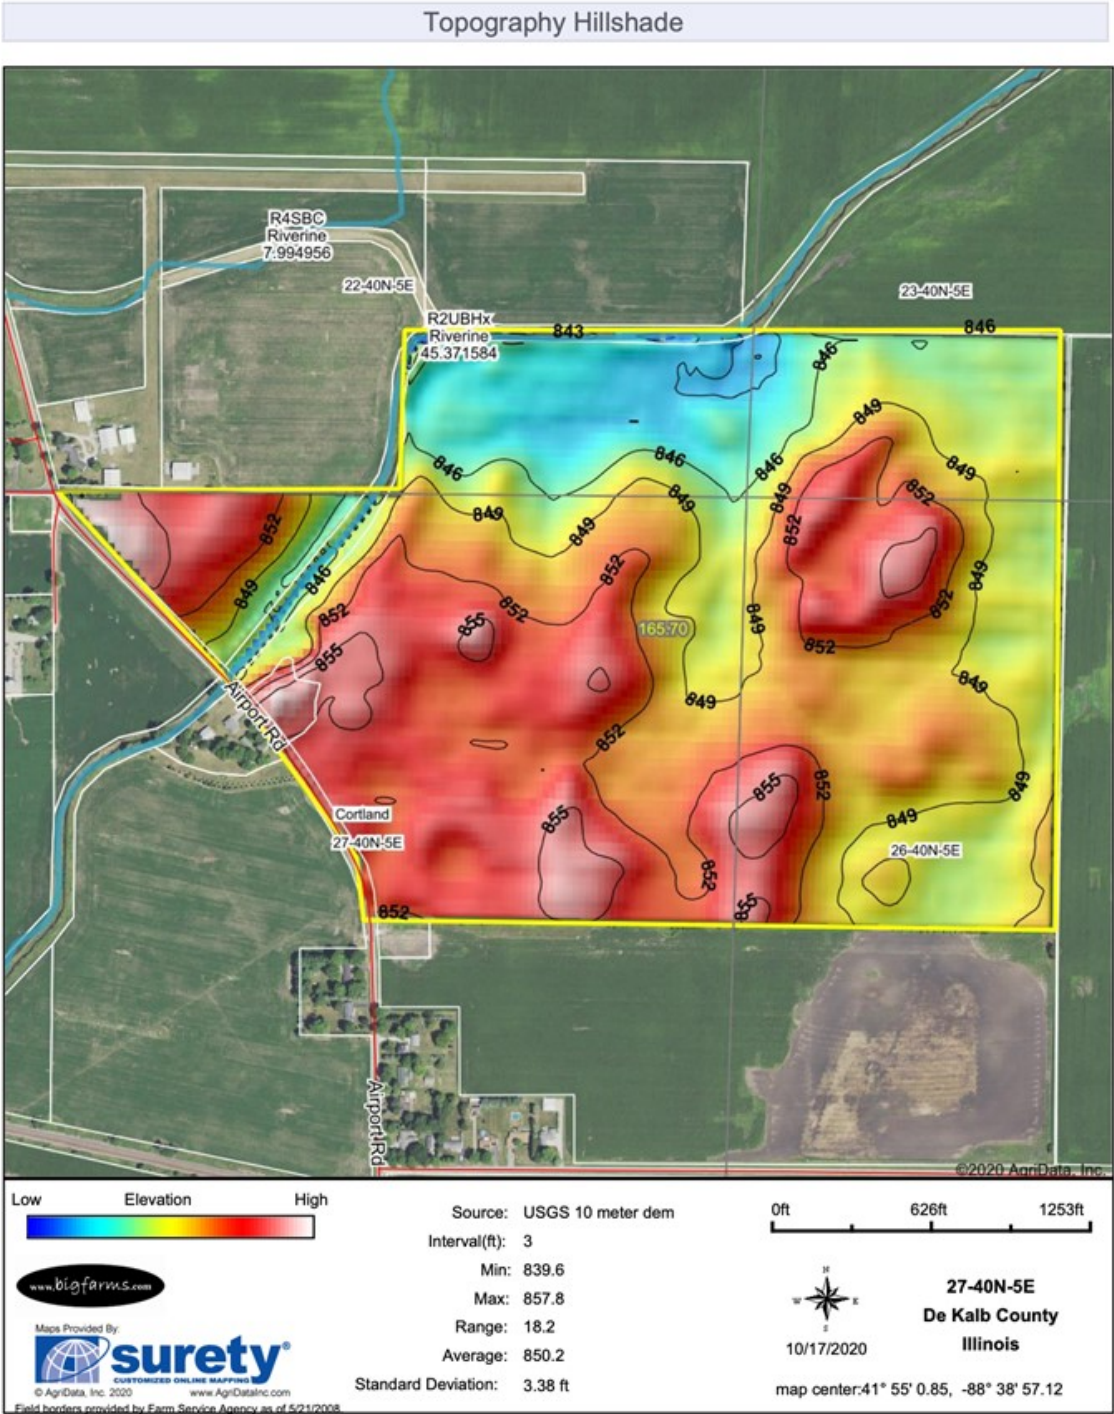 Topography Hillshade
R4SBC
Riverine
7.994956
22-40N-5E
23-40N-5E
R2UBHx
Riverine
45.371584
843
846
846
849
846
846
846
849
852
849
849
849
852
852
849
852
849
846
852
852
849
852
855
165.70
849
852
855
852
849
849
Airport Rd
852
855
852
849
Cortland
855
849
27-40N-5E
26-40N-5E
852
855
852
Airport Rd
©2020 AgriData, Inc.
Low Elevation High
www.bigfarms.com
Maps Provided By:
surety®
CUSTOMIZED ONLINE MAPPING
© AgriData, Inc. 2020 www.AgriDataInc.com
Field borders provided by Farm Service Agency as of 5/21/2008.
Source: USGS 10 meter dem
Interval(ft): 3
Min: 839.6
Max: 857.8
Range: 18.2
Average: 850.2
Standard Deviation: 3.38 ft
0ft 626ft 1253ft
N
W E
S
10/17/2020
27-40N-5E
De Kalb County
Illinois
map center:41° 55' 0.85, -88° 38' 57.12